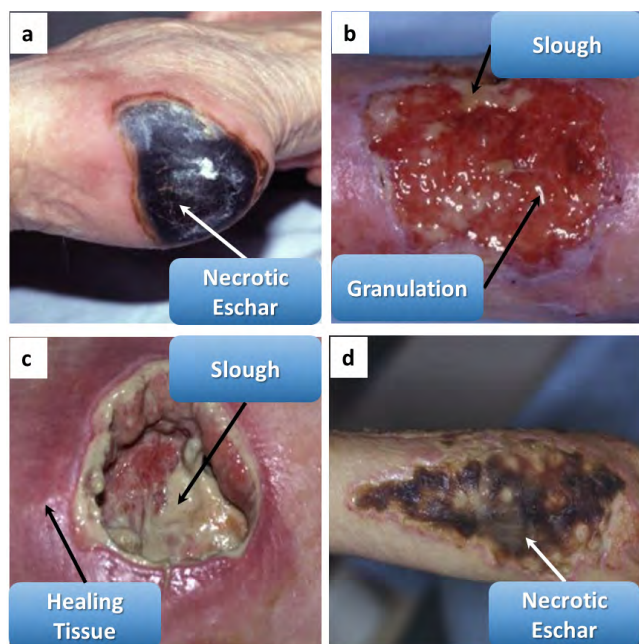 a
Necrotic
Eschar
b
Slough
Granulation
c
Slough
Healing
Tissue
d
Necrotic
Eschar